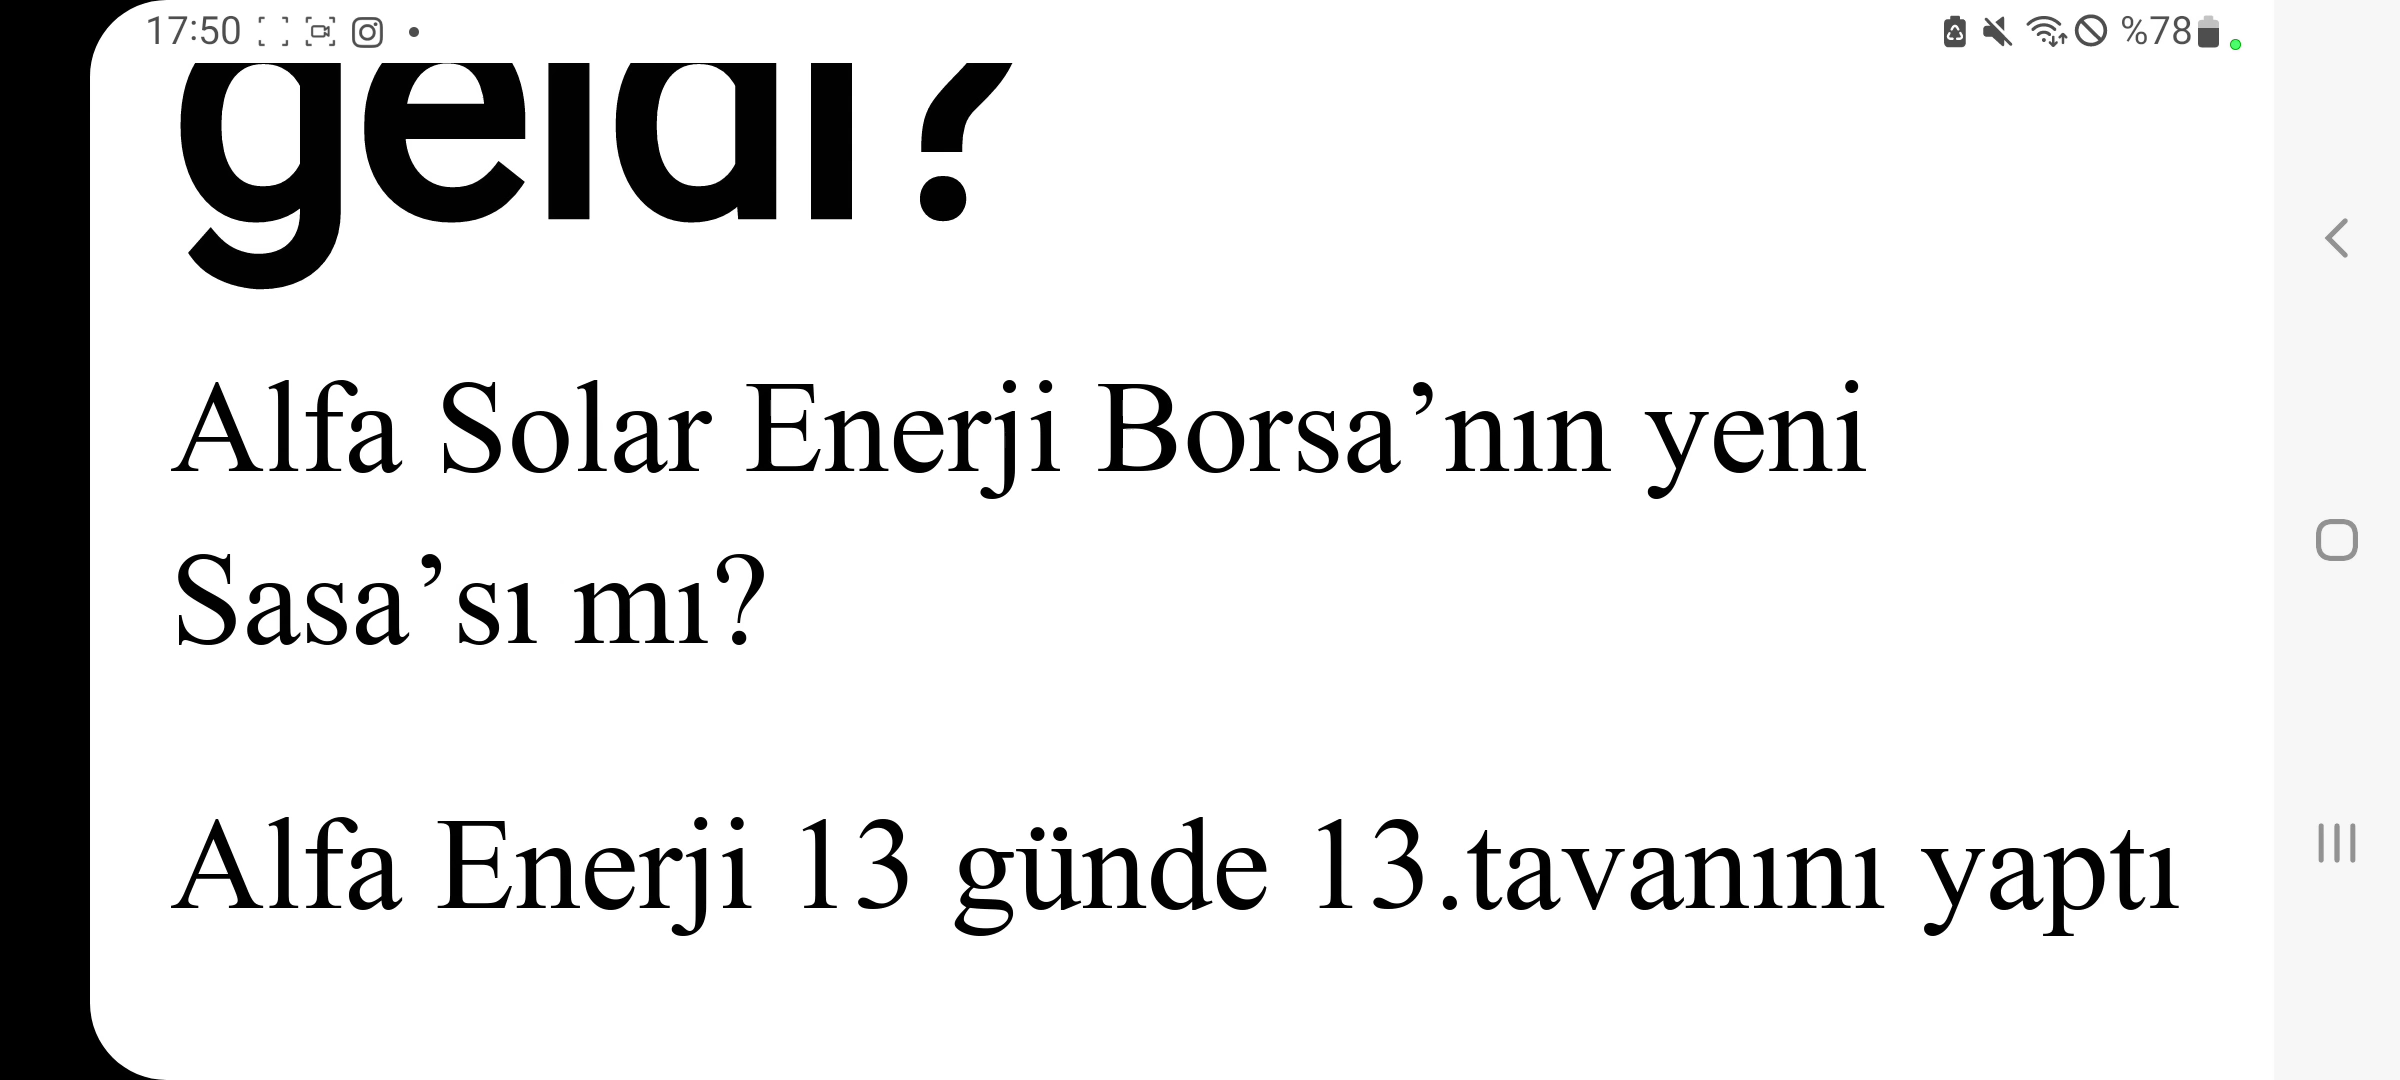 17:50 %78
geldi?
Alfa Solar Enerji Borsa’nın yeni
Sasa’sı mı?
Alfa Enerji 13 günde 13.tavanını yaptı